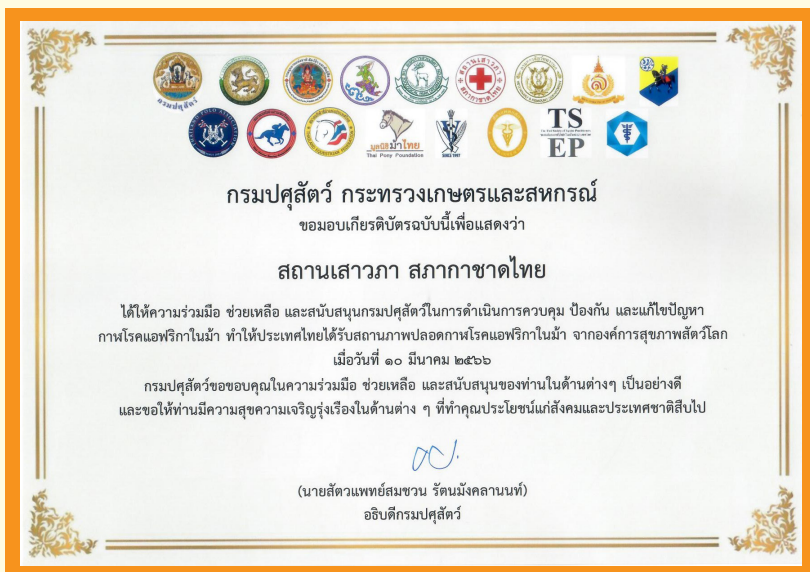 กรมปศุสัตว์
สถานเสาวภา
สภากาชาดไทย
มูลนิธิม้าไทย
Thai Pony Foundation
SINCE 1997
TS
EP
กรมปศุสัตว์ กระทรวงเกษตรและสหกรณ์
ขอมอบเกียรติบัตรฉบับนี้เพื่อแสดงว่า
สถานเสาวภา สภากาชาดไทย
ได้ให้ความร่วมมือ ช่วยเหลือ และสนับสนุนกรมปศุสัตว์ในการดำเนินการควบคุม ป้องกัน และแก้ไขปัญหา
กาฬโรคแอฟริกาในม้า ทำให้ประเทศไทยได้รับสถานภาพปลอดกาฬโรคแอฟริกาในม้า จากองค์การสุขภาพสัตว์โลก
เมื่อวันที่ ๑๐ มีนาคม ๒๕๖๖
กรมปศุสัตว์ขอขอบคุณในความร่วมมือ ช่วยเหลือ และสนับสนุนของท่านในด้านต่างๆ เป็นอย่างดี
และขอให้ท่านมีความสุขความเจริญรุ่งเรืองในด้านต่าง ๆ ที่ทำคุณประโยชน์แก่สังคมและประเทศชาติสืบไป
(นายสัตวแพทย์สมชวน รัตนมังคลานนท์)
อธิบดีกรมปศุสัตว์